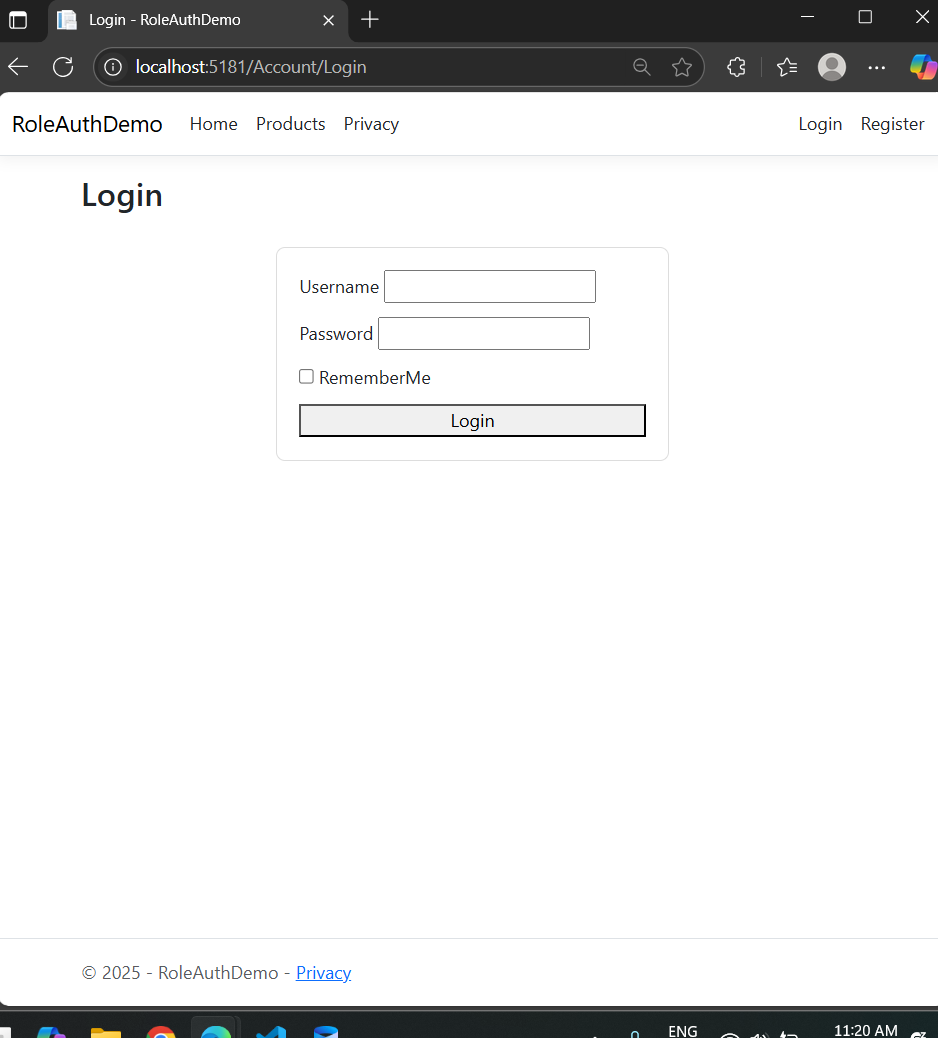 Login - RoleAuthDemo
localhost:5181/Account/Login
RoleAuthDemo Home Products Privacy Login Register
Login
Username
Password
RememberMe
Login
© 2025 - RoleAuthDemo - Privacy
ENG 11:20 AM